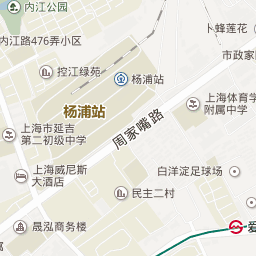 内江公园
卜蜂莲花
内江路476弄小区
市政家
控江绿苑
杨浦站
上海体育学
附属中学
杨浦站
周家嘴路
上海市延吉
第二初级中学
上海威尼斯
大酒店
白洋淀足球场
民主二村
晟泓商务楼
爱